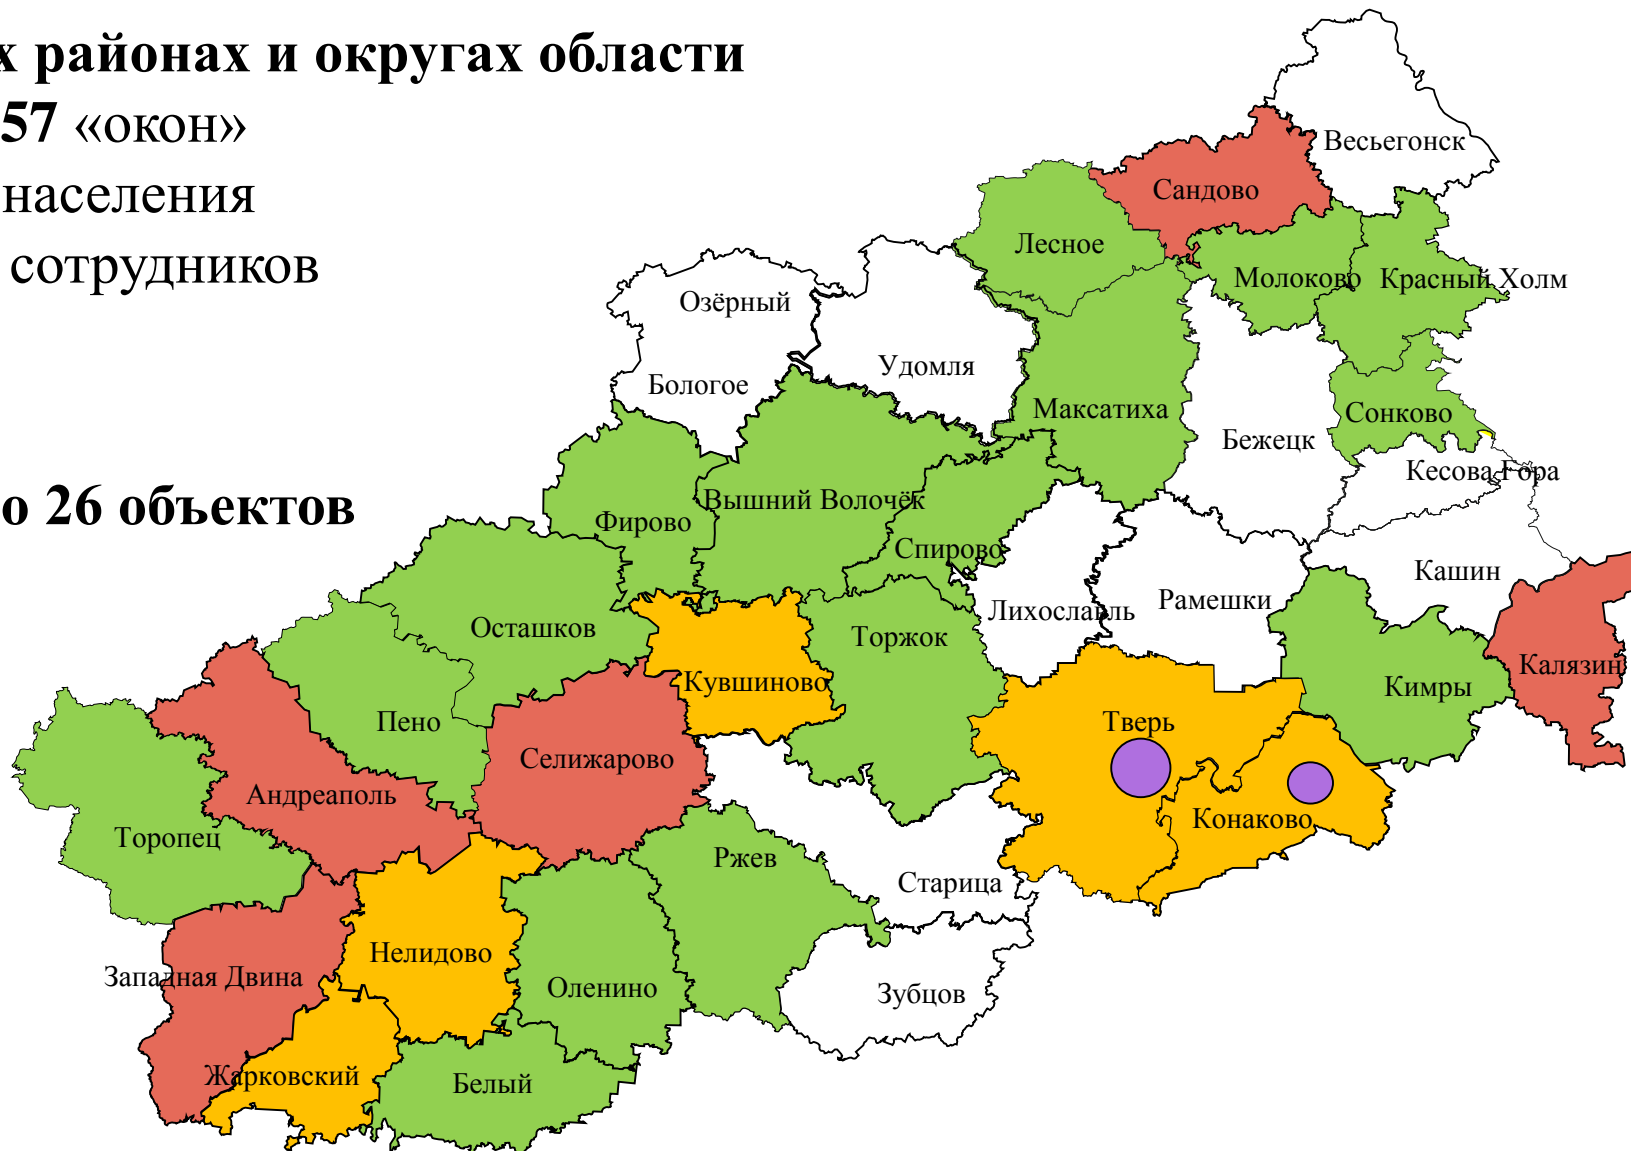 х районах и округах области
57 «окон»
населения
сотрудников
о 26 объектов
Весьегонск
Сандово
Лесное
Молоково
Красный Холм
Озёрный
Удомля
Бологое
Максатиха
Сонково
Бежецк
Кесова Гора
Вышний Волочёк
Фирово
Спирово
Кашин
Лихославль
Рамешки
Осташков
Торжок
Калязин
Кувшиново
Кимры
Пено
Тверь
Селижарово
Андреаполь
Конаково
Торопец
Ржев
Старица
Нелидово
Западная Двина
Оленино
Зубцов
Жарковский
Белый